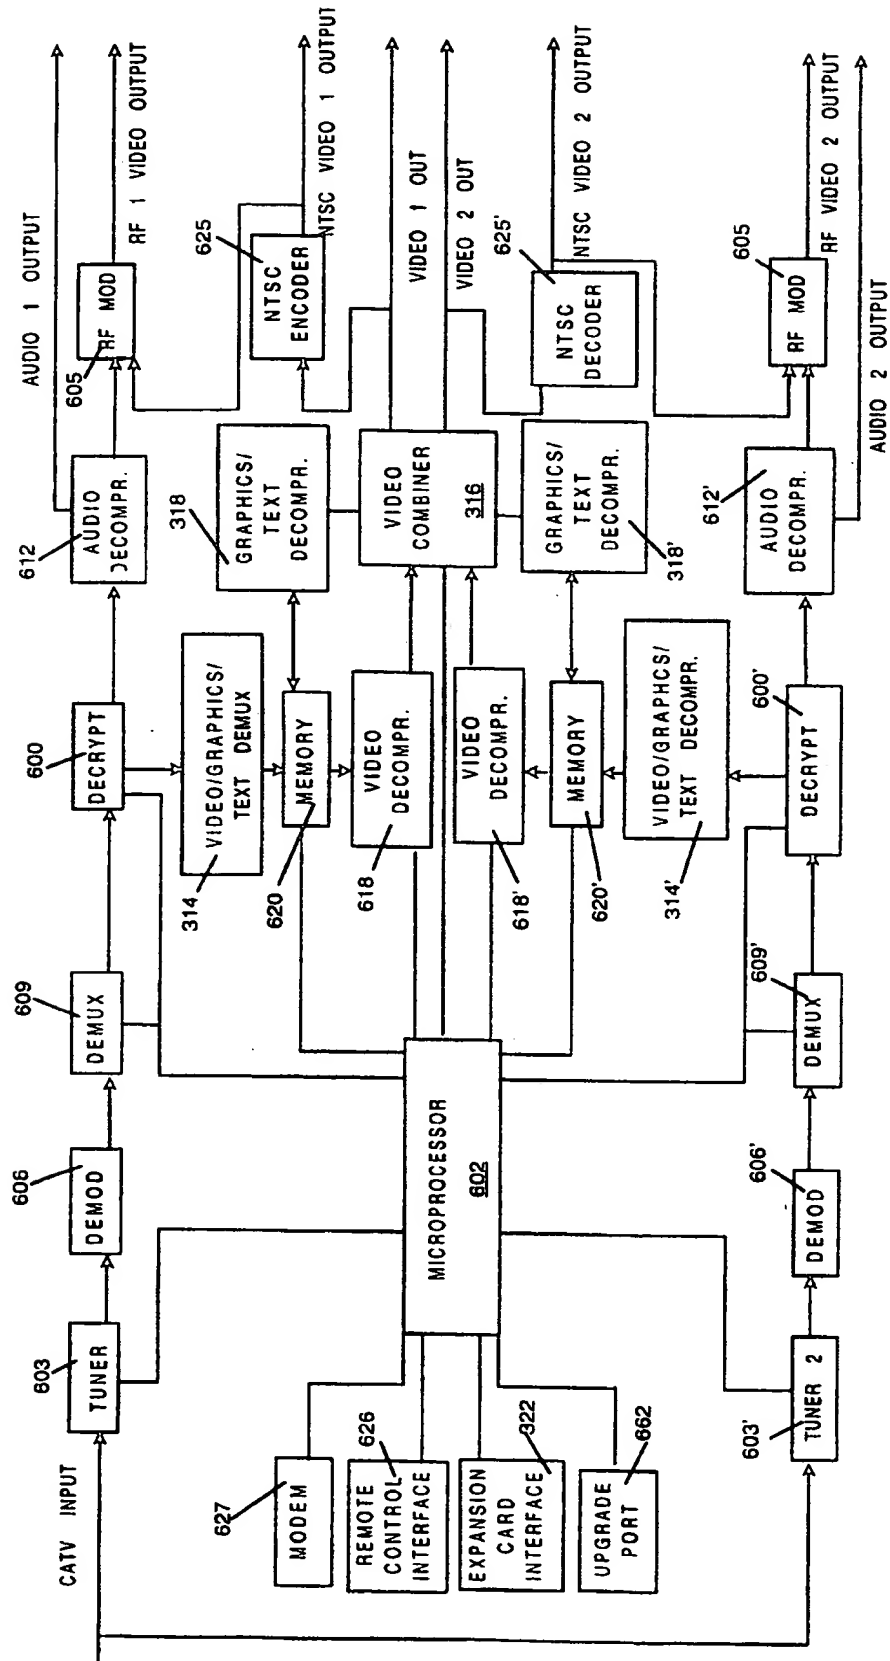 CATV INPUT
603
TUNER
606
DEMOD
609
DEMUX
600
DECRYPT
612
AUDIO
DECOMPR.
605
RF MOD
AUDIO 1 OUTPUT
RF 1 VIDEO OUTPUT
314
VIDEO/GRAPHICS/
TEXT DEMUX
318
GRAPHICS/
TEXT
DECOMPR.
625
NTSC
ENCODER
NTSC VIDEO 1 OUTPUT
627
MODEM
620
MEMORY
626
REMOTE
CONTROL
INTERFACE
618
VIDEO
DECOMPR.
VIDEO
COMBINER
316
VIDEO 1 OUT
VIDEO 2 OUT
MICROPROCESSOR
602
322
EXPANSION
CARD
INTERFACE
VIDEO
DECOMPR.
618'
GRAPHICS/
TEXT
DECOMPR.
318'
625'
NTSC
DECODER
NTSC VIDEO 2 OUTPUT
662
UPGRADE
PORT
MEMORY
620'
VIDEO/GRAPHICS/
TEXT DECOMPR.
314'
603'
TUNER 2
606'
DEMOD
609'
DEMUX
600'
DECRYPT
612'
AUDIO
DECOMPR.
605
RF MOD
RF VIDEO 2 OUTPUT
AUDIO 2 OUTPUT